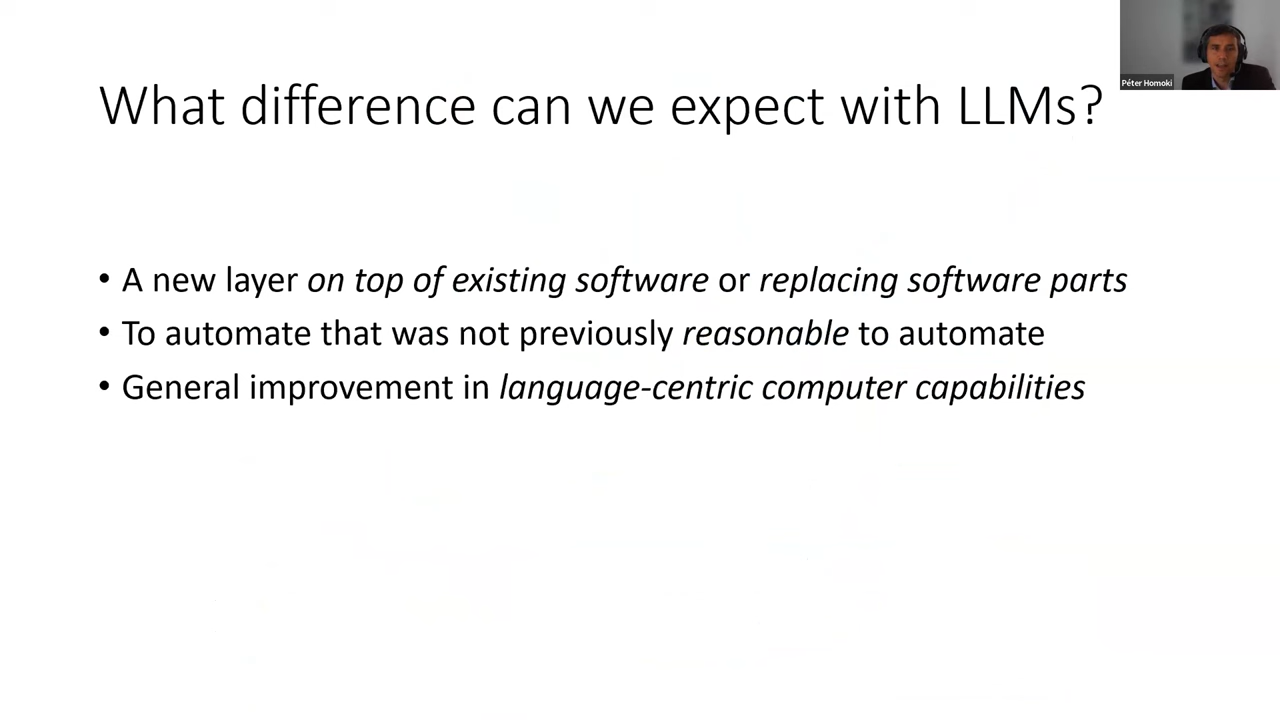 Péter Homoki
What difference can we expect with LLMs?
• A new layer on top of existing software or replacing software parts
• To automate that was not previously reasonable to automate
• General improvement in language-centric computer capabilities